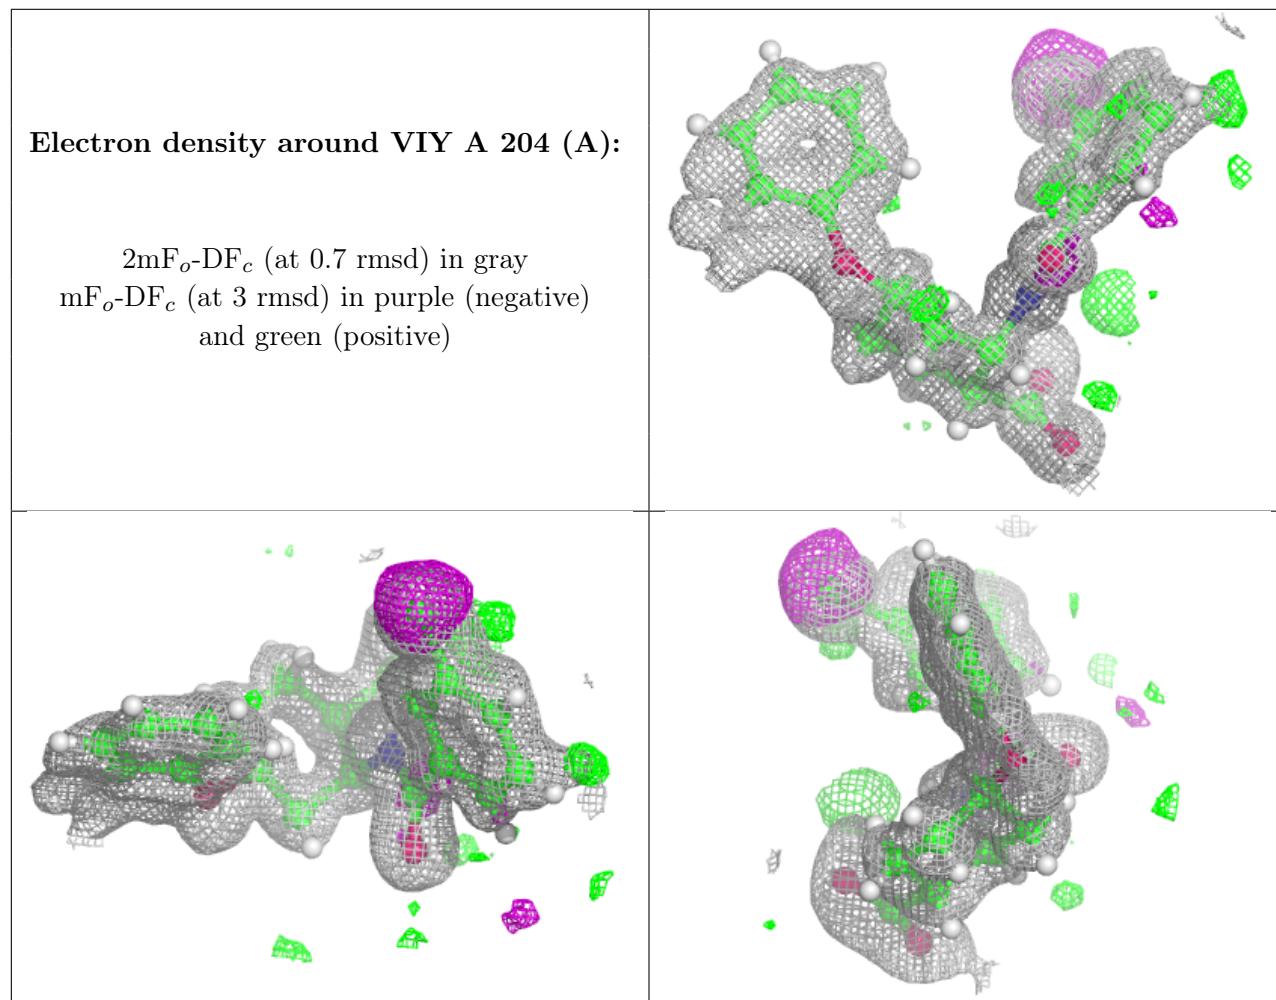 Electron density around VIY A 204 (A):
2mFo-DFc (at 0.7 rmsd) in gray
mFo-DFc (at 3 rmsd) in purple (negative)
and green (positive)